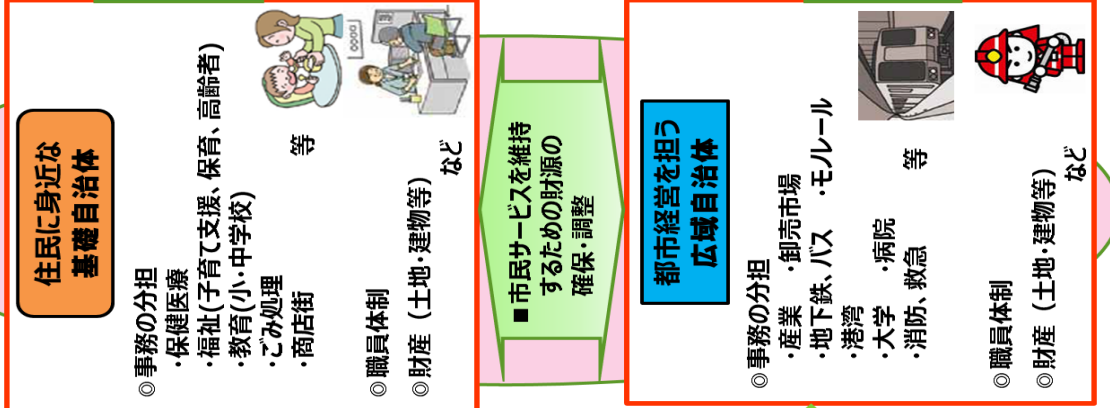 住民に身近な
基礎自治体
◎事務の分担
・保健医療
・福祉(子育て支援、保育、高齢者)
・教育(小・中学校)
・ごみ処理
・商店街 等
◎職員体制
◎財産(土地・建物等)
など
■市民サービスを維持
するための財源の
確保・調整
都市経営を担う
広域自治体
◎事務の分担
・産業 ・卸売市場
・地下鉄、バス ・モノレール
・港湾
・大学 ・病院
・消防、救急 等
◎職員体制
◎財産(土地・建物等)
など